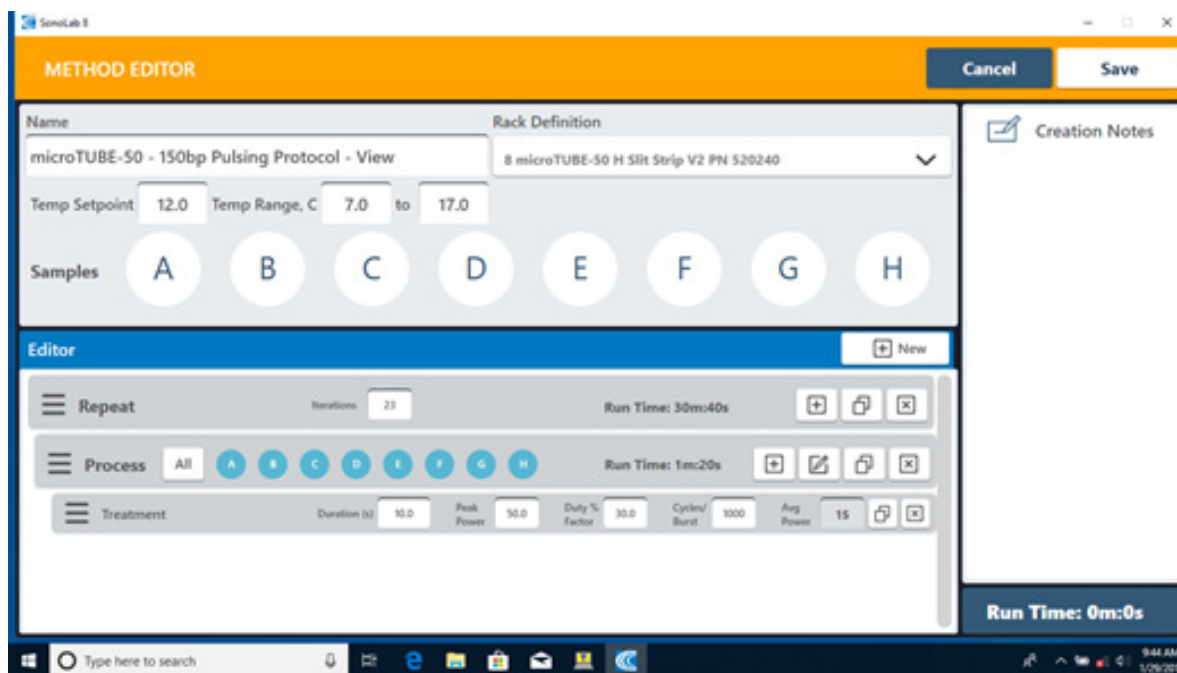 SonoLab 8
METHOD EDITOR
Cancel
Save
Name
Rack Definition
microTUBE-50 - 150bp Pulsing Protocol - View
8 microTUBE-50 H Slit Strip V2 PN 520240
Creation Notes
Temp Setpoint 12.0 Temp Range, C 7.0 to 17.0
Samples A B C D E F G H
Editor
New
Repeat Iterations 23 Run Time: 30m:40s
Process All A B C D E F G H Run Time: 1m:20s
Treatment Duration (s) 10.0 Peak Power 50.0 Duty % Factor 30.0 Cycles/ Burst 1000 Avg Power 15
Run Time: 0m:0s
Type here to search
9:44 AM